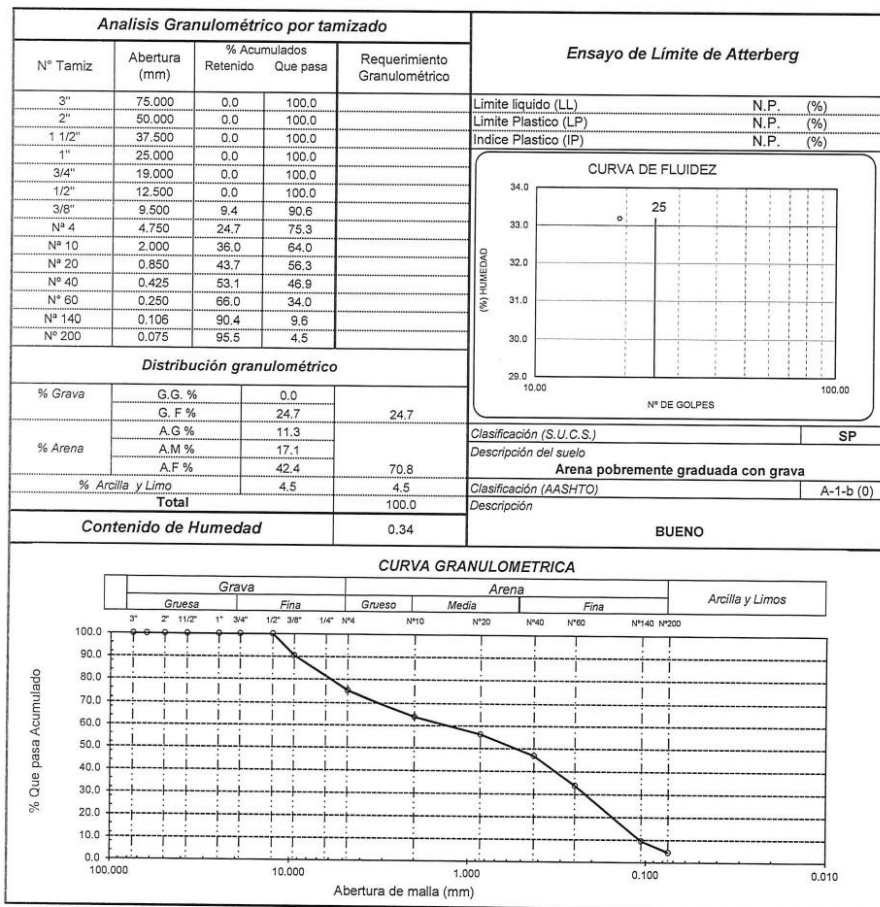 Analisis Granulométrico por tamizado
N° Tamiz
Abertura
(mm)
% Acumulados
Retenido Que pasa
Requerimiento
Granulométrico
3" 75.000 0.0 100.0
2" 50.000 0.0 100.0
1 1/2" 37.500 0.0 100.0
1" 25.000 0.0 100.0
3/4" 19.000 0.0 100.0
1/2" 12.500 0.0 100.0
3/8" 9.500 9.4 90.6
Nª 4 4.750 24.7 75.3
Nª 10 2.000 36.0 64.0
Nª 20 0.850 43.7 56.3
Nª 40 0.425 53.1 46.9
N° 60 0.250 66.0 34.0
Nª 140 0.106 90.4 9.6
Nº 200 0.075 95.5 4.5
Distribución granulométrico
% Grava G.G. % 0.0
G. F % 24.7 24.7
A.G % 11.3
% Arena A.M % 17.1
A.F % 42.4 70.8
% Arcilla y Limo 4.5 4.5
Total 100.0
Contenido de Humedad 0.34
Ensayo de Límite de Atterberg
Limite liquido (LL) N.P. (%)
Limite Plastico (LP) N.P. (%)
Indice Plastico (IP) N.P. (%)
CURVA DE FLUIDEZ
34.0
25
33.0
32.0
(%) HUMEDAD
31.0
30.0
29.0
10.00 100.00
Nº DE GOLPES
Clasificación (S.U.C.S.) SP
Descripción del suelo
Arena pobremente graduada con grava
Clasificación (AASHTO) A-1-b (0)
Descripción
BUENO
CURVA GRANULOMETRICA
Grava Arena Arcilla y Limos
Gruesa Fina Grueso Media Fina
3" 2" 11/2" 1" 3/4" 1/2" 3/8" 1/4" Nº4 Nº10 Nº20 Nº40 Nº60 Nº140 Nº200
100.0
90.0
80.0
70.0
60.0
50.0
40.0
30.0
20.0
10.0
0.0
% Que pasa Acumulado
100.000 10.000 1.000 0.100 0.010
Abertura de malla (mm)